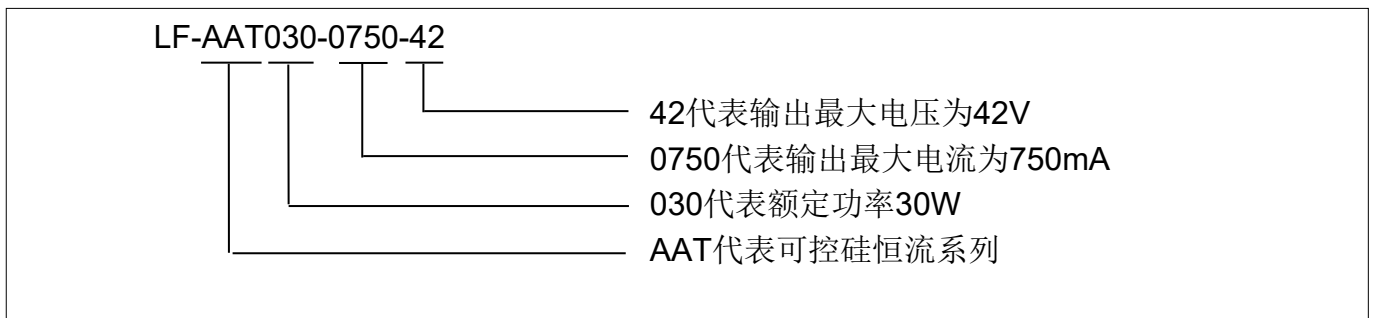 LF-AAT030-0750-42
42代表输出最大电压为42V
0750代表输出最大电流为750mA
030代表额定功率30W
AAT代表可控硅恒流系列